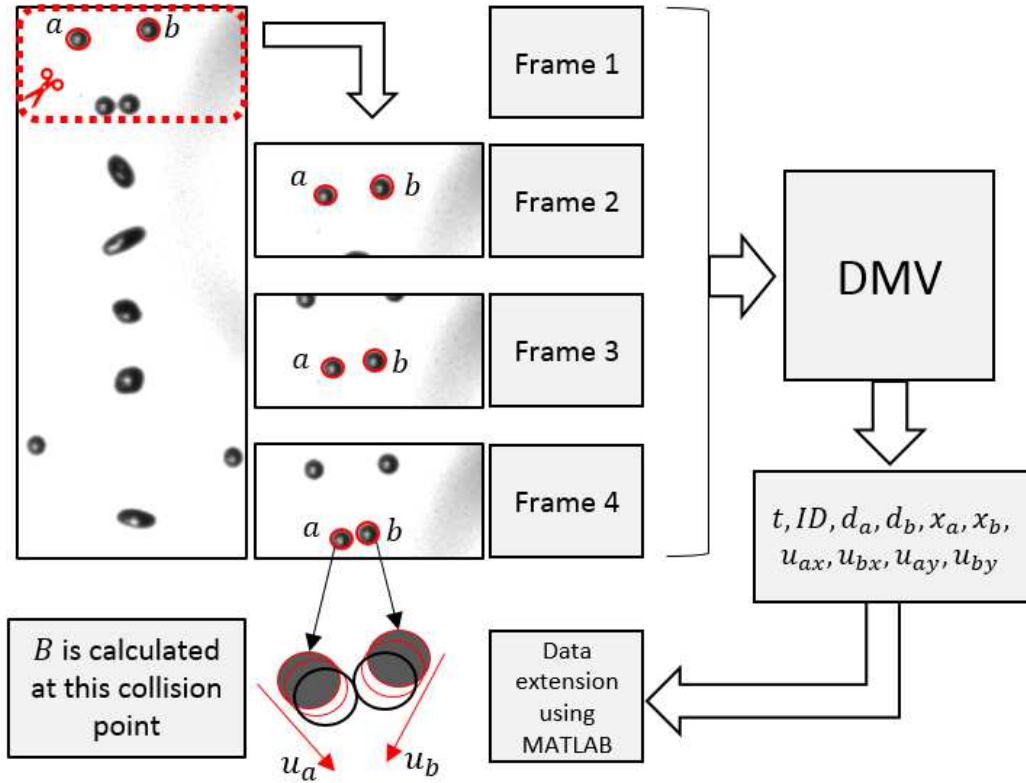 a
b
Frame 1
a
b
Frame 2
DMV
a
b
Frame 3
a
b
Frame 4
t, ID, d_a, d_b, x_a, x_b,
u_ax, u_bx, u_ay, u_by
B is calculated
at this collision
point
u_a
u_b
Data
extension
using
MATLAB